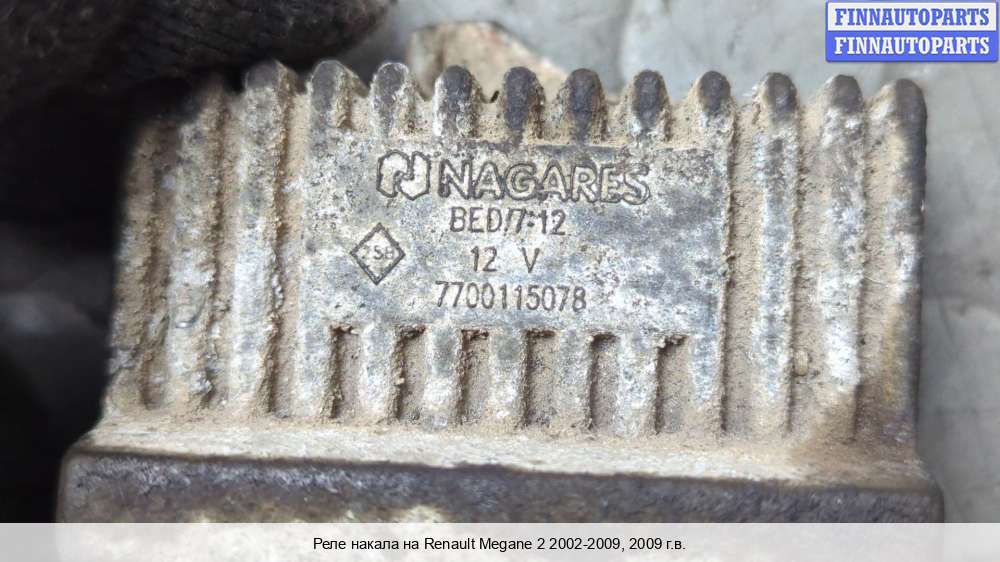 FINNAUTOPARTS
FINNAUTOPARTS
NAGARES
BED/7-12
12 V
7700115078
Реле накала на Renault Megane 2 2002-2009, 2009 г.в.